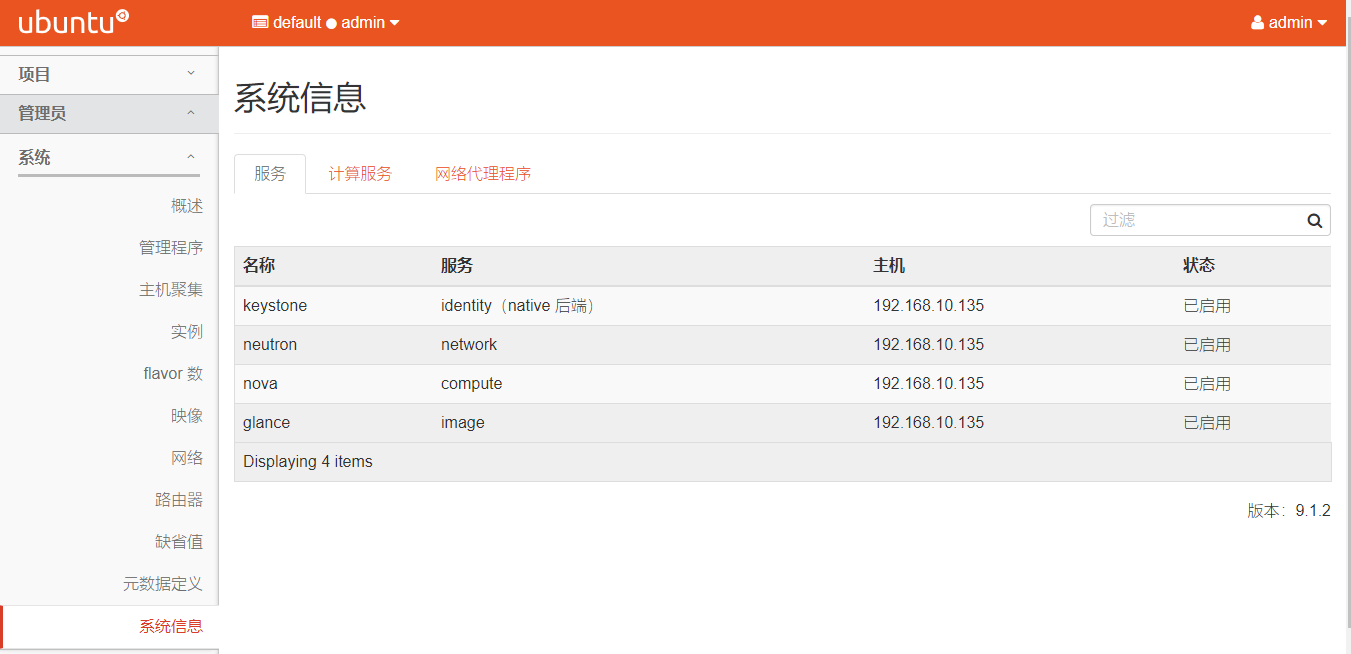 ubuntu default admin admin
项目
管理员
系统
概述
管理程序
主机聚集
实例
flavor 数
映像
网络
路由器
缺省值
元数据定义
系统信息
系统信息
服务 计算服务 网络代理程序
过滤
名称 服务 主机 状态
keystone identity（native 后端） 192.168.10.135 已启用
neutron network 192.168.10.135 已启用
nova compute 192.168.10.135 已启用
glance image 192.168.10.135 已启用
Displaying 4 items
版本：9.1.2